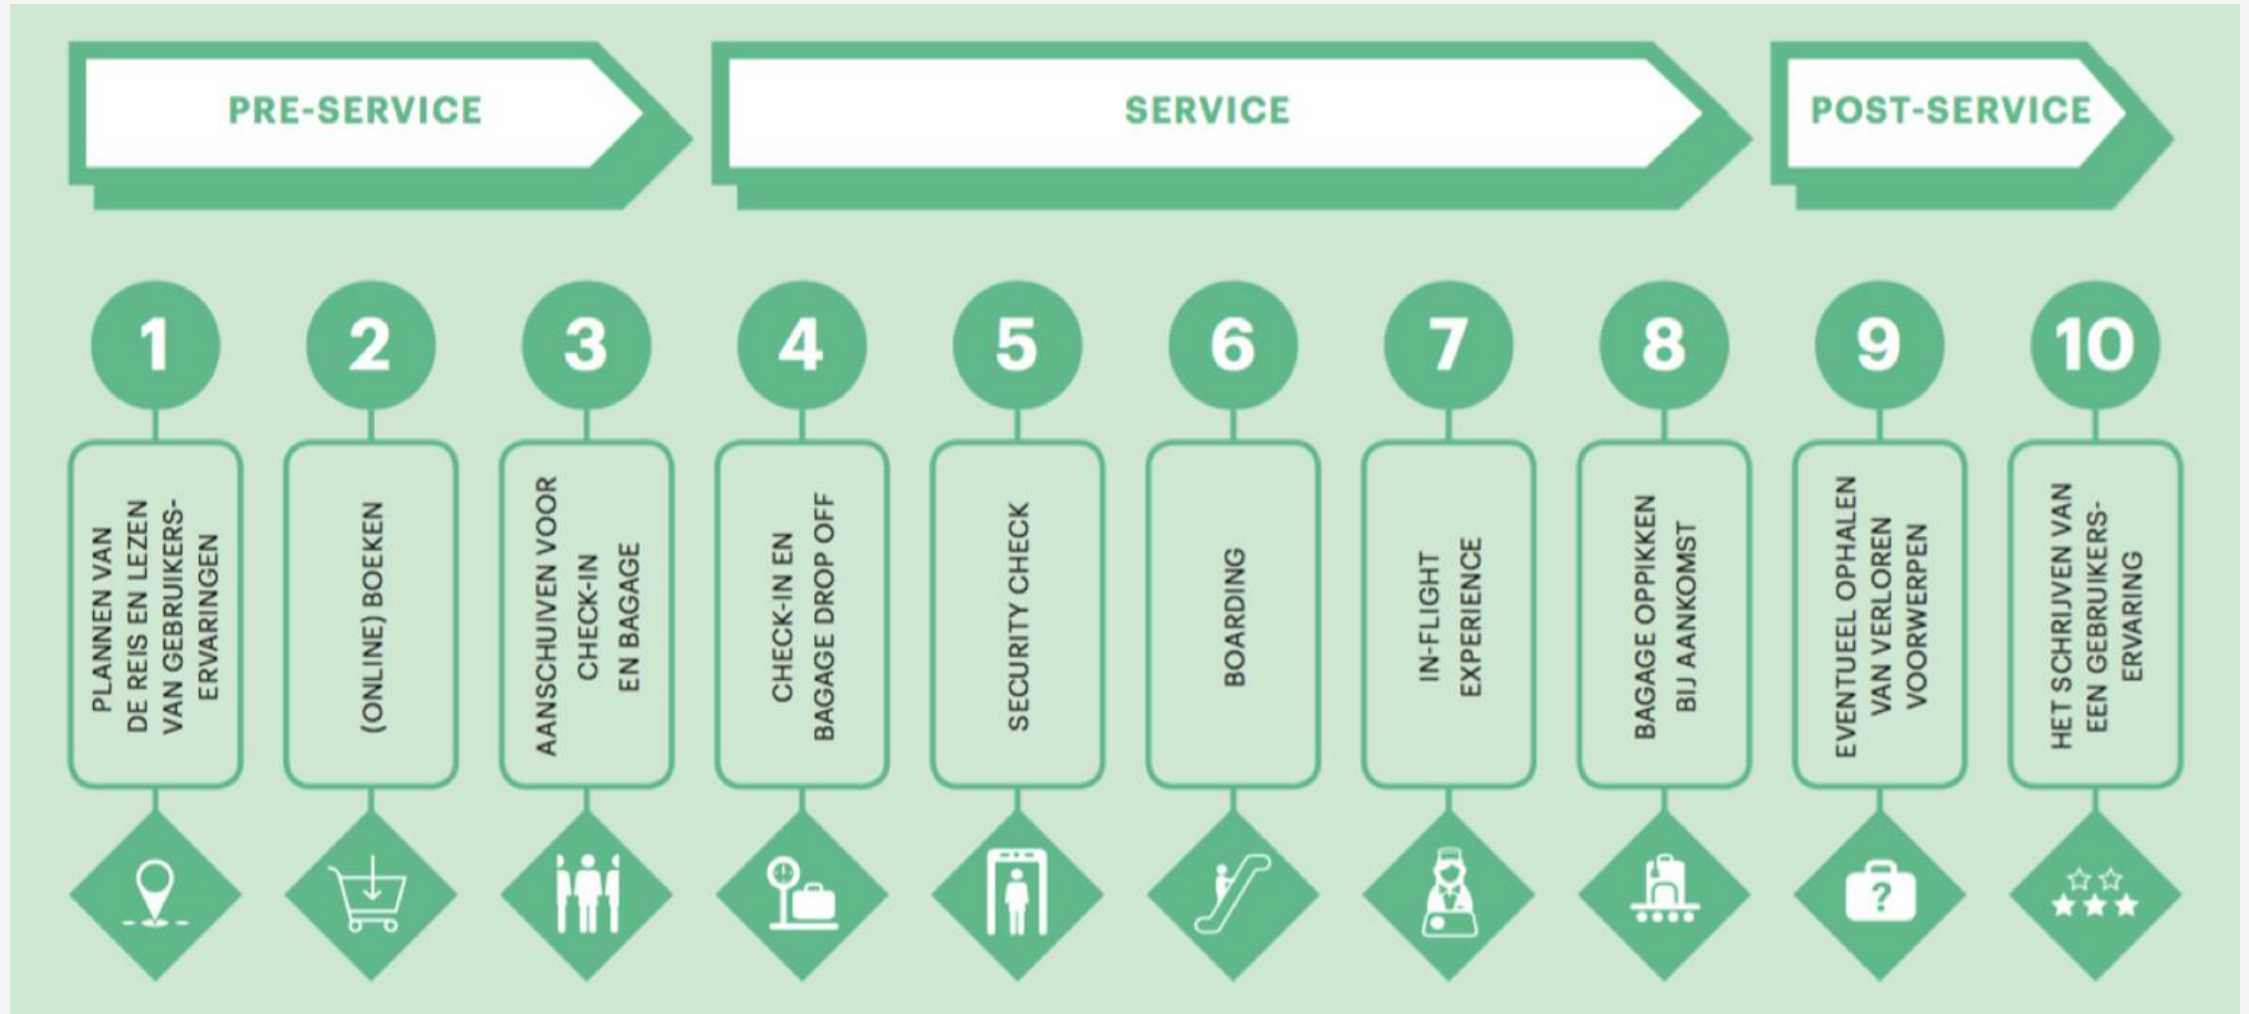 PRE-SERVICE
SERVICE
POST-SERVICE
1
2
3
4
5
6
7
8
9
10
PLANNEN VAN
DE REIS EN LEZEN
VAN GEBRUIKERS-
ERVARINGEN
(ONLINE) BOEKEN
AANSCHUIVEN VOOR
CHECK-IN
EN BAGAGE
CHECK-IN EN
BAGAGE DROP OFF
SECURITY CHECK
BOARDING
IN-FLIGHT
EXPERIENCE
BAGAGE OPPIKKEN
BIJ AANKOMST
EVENTUEEL OPHALEN
VAN VERLOREN
VOORWERPEN
HET SCHRIJVEN VAN
EEN GEBRUIKERS-
ERVARING
?